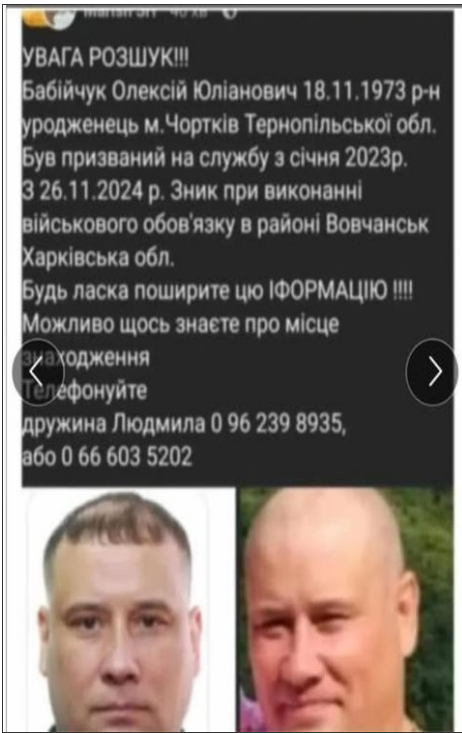 УВАГА РОЗШУК!!!
Бабійчук Олексій Юліанович 18.11.1973 р-н
уродженець м.Чортків Тернопільської обл.
Був призваний на службу з січня 2023р.
З 26.11.2024 р. Зник при виконанні
військового обов'язку в районі Вовчанськ
Харківська обл.
Будь ласка поширите цю ІФОРМАЦІЮ !!!!
Можливо щось знаєте про місце
знаходження
Телефонуйте
дружина Людмила 0 96 239 8935,
або 0 66 603 5202